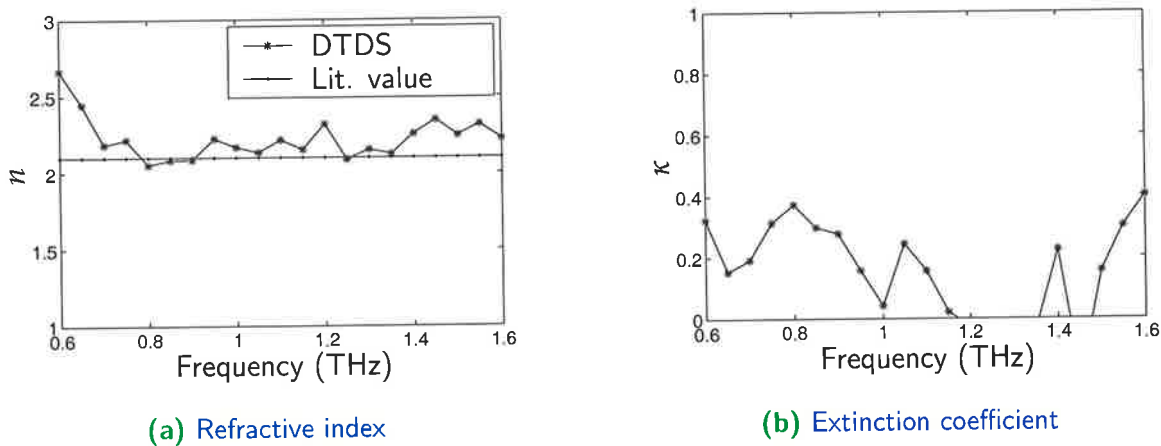 3
2.5
2
1.5
1
n
DTDS
Lit. value
0.6 0.8 1 1.2 1.4 1.6
Frequency (THz)
(a) Refractive index
1
0.8
0.6
0.4
0.2
0
κ
0.6 0.8 1 1.2 1.4 1.6
Frequency (THz)
(b) Extinction coefficient